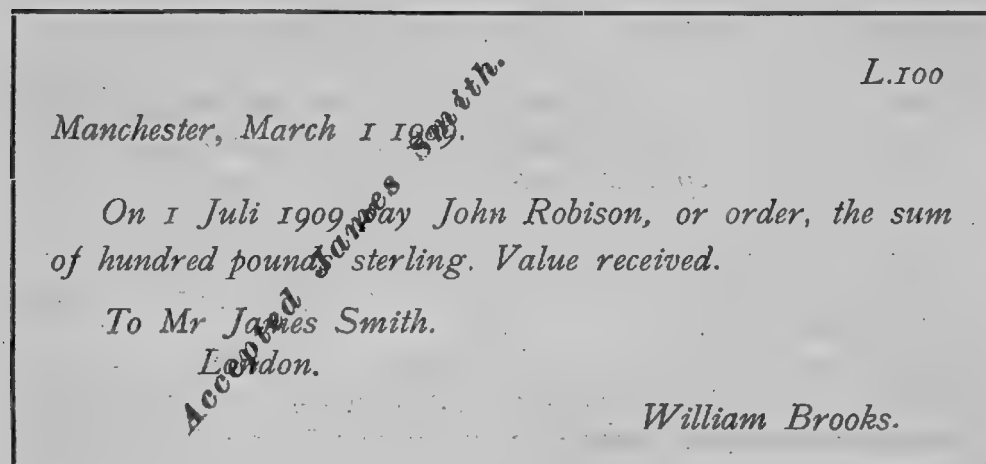 L.100
Manchester, March 1 1909.
On 1 Juli 1909 pay John Robison, or order, the sum
of hundred pounds sterling. Value received.
To Mr James Smith.
London.
William Brooks.
Accepted James Smith.